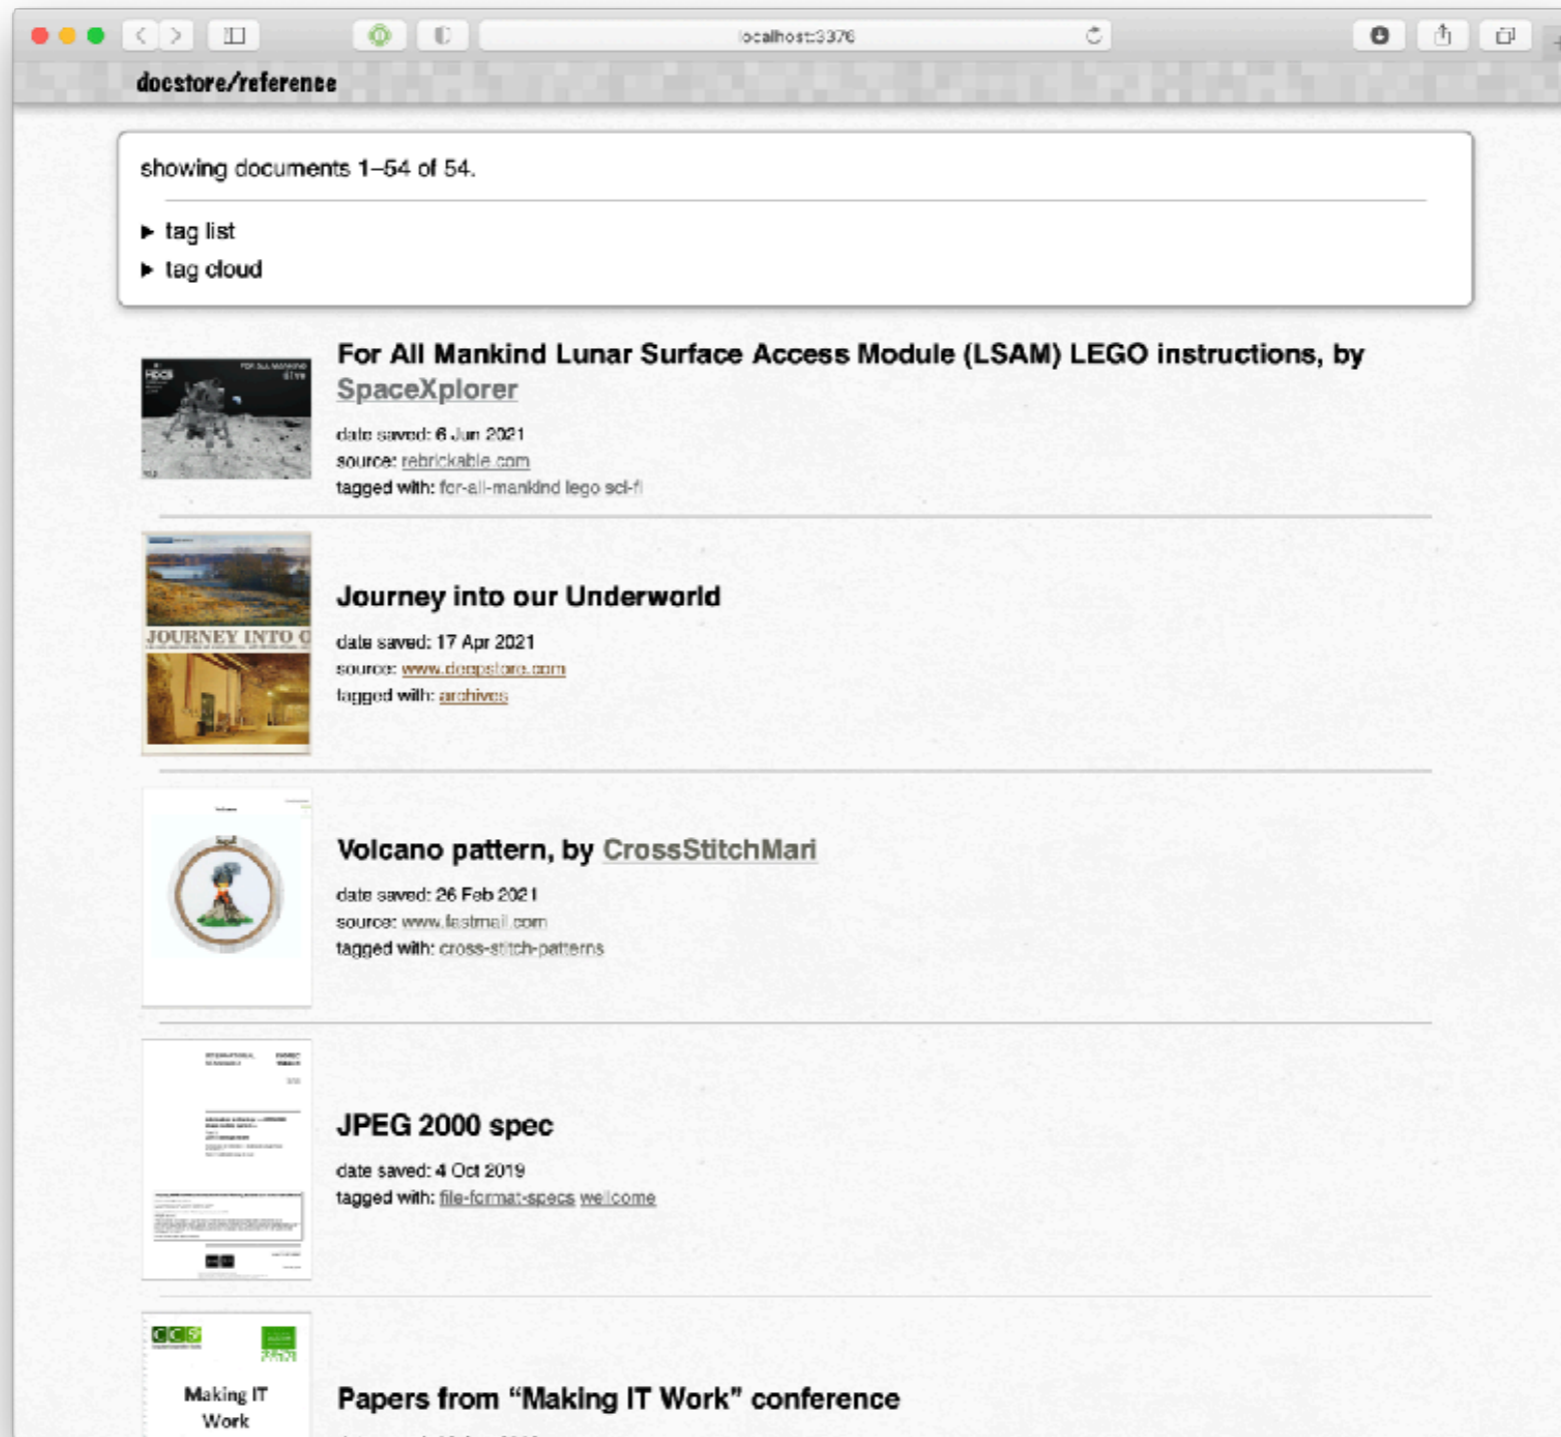 localhost:3376
docstore/reference
showing documents 1–54 of 54.
tag list
tag cloud
For All Mankind Lunar Surface Access Module (LSAM) LEGO instructions, by
SpaceXplorer
date saved: 6 Jun 2021
source: rebrickable.com
tagged with: for-all-mankind lego sci-fi
JOURNEY INTO O
Journey into our Underworld
date saved: 17 Apr 2021
source: www.deepstore.com
tagged with: archives
Volcano pattern, by CrossStitchMari
date saved: 26 Feb 2021
source: www.fastmail.com
tagged with: cross-stitch-patterns
JPEG 2000 spec
date saved: 4 Oct 2019
tagged with: file-format-specs wellcome
CCS
Making IT
Work
Papers from “Making IT Work” conference